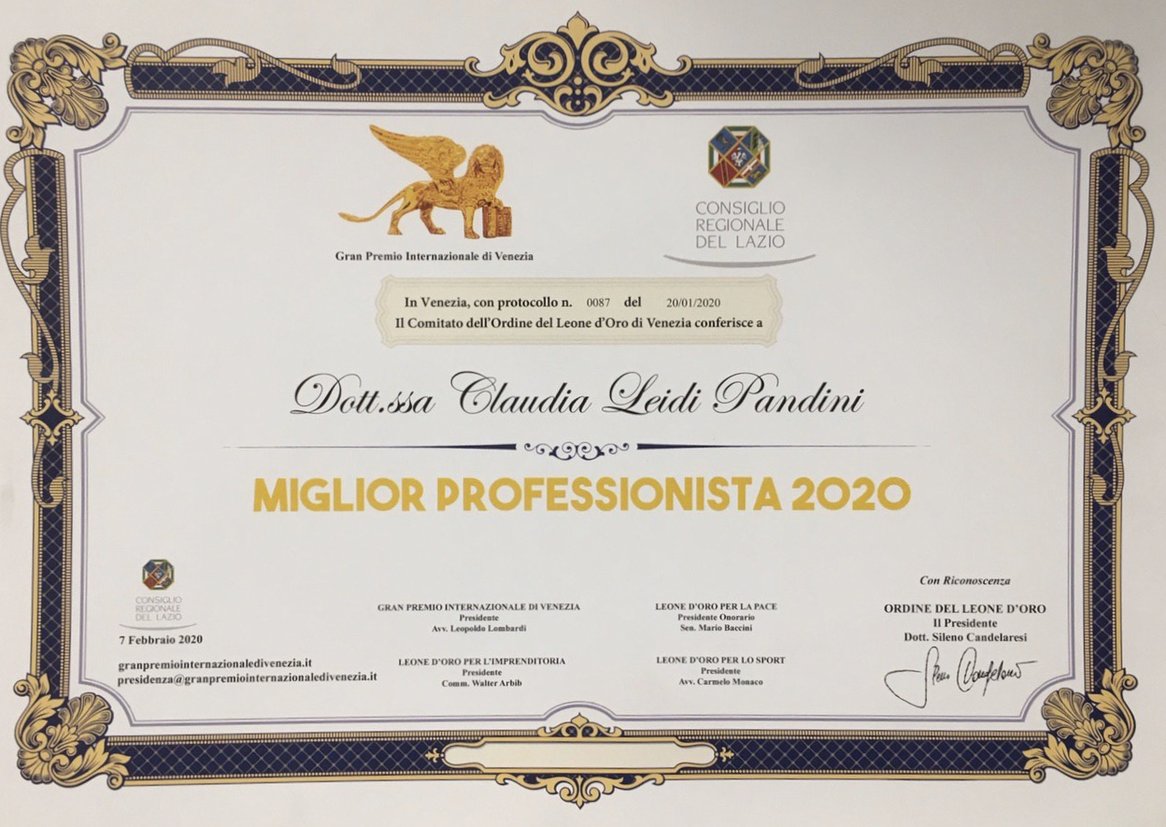 Gran Premio Internazionale di Venezia
CONSIGLIO
REGIONALE
DEL LAZIO
In Venezia, con protocollo n. 0087 del 20/01/2020
Il Comitato dell'Ordine del Leone d'Oro di Venezia conferisce a
Dott.ssa Claudia Leidi Pandini
MIGLIOR PROFESSIONISTA 2020
CONSIGLIO
REGIONALE
DEL LAZIO
7 Febbraio 2020
granpremiointernazionaledivenezia.it
presidenza@granpremiointernazionaledivenezia.it
GRAN PREMIO INTERNAZIONALE DI VENEZIA
Presidente
Avv. Leopoldo Lombardi
LEONE D'ORO PER L'IMPRENDITORIA
Presidente
Comm. Walter Arbib
LEONE D'ORO PER LA PACE
Presidente Onorario
Sen. Mario Baccini
LEONE D'ORO PER LO SPORT
Presidente
Avv. Carmelo Monaco
Con Riconoscenza
ORDINE DEL LEONE D'ORO
Il Presidente
Dott. Sileno Candelaresi